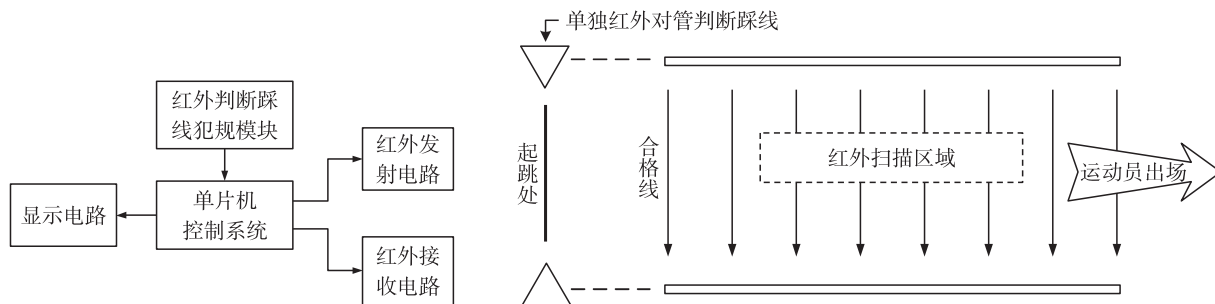 单独红外对管判断踩线
红外判断踩
线犯规模块
红外发
射电路
显示电路
单片机
控制系统
红外接
收电路
起跳处
合格线
红外扫描区域
运动员出场